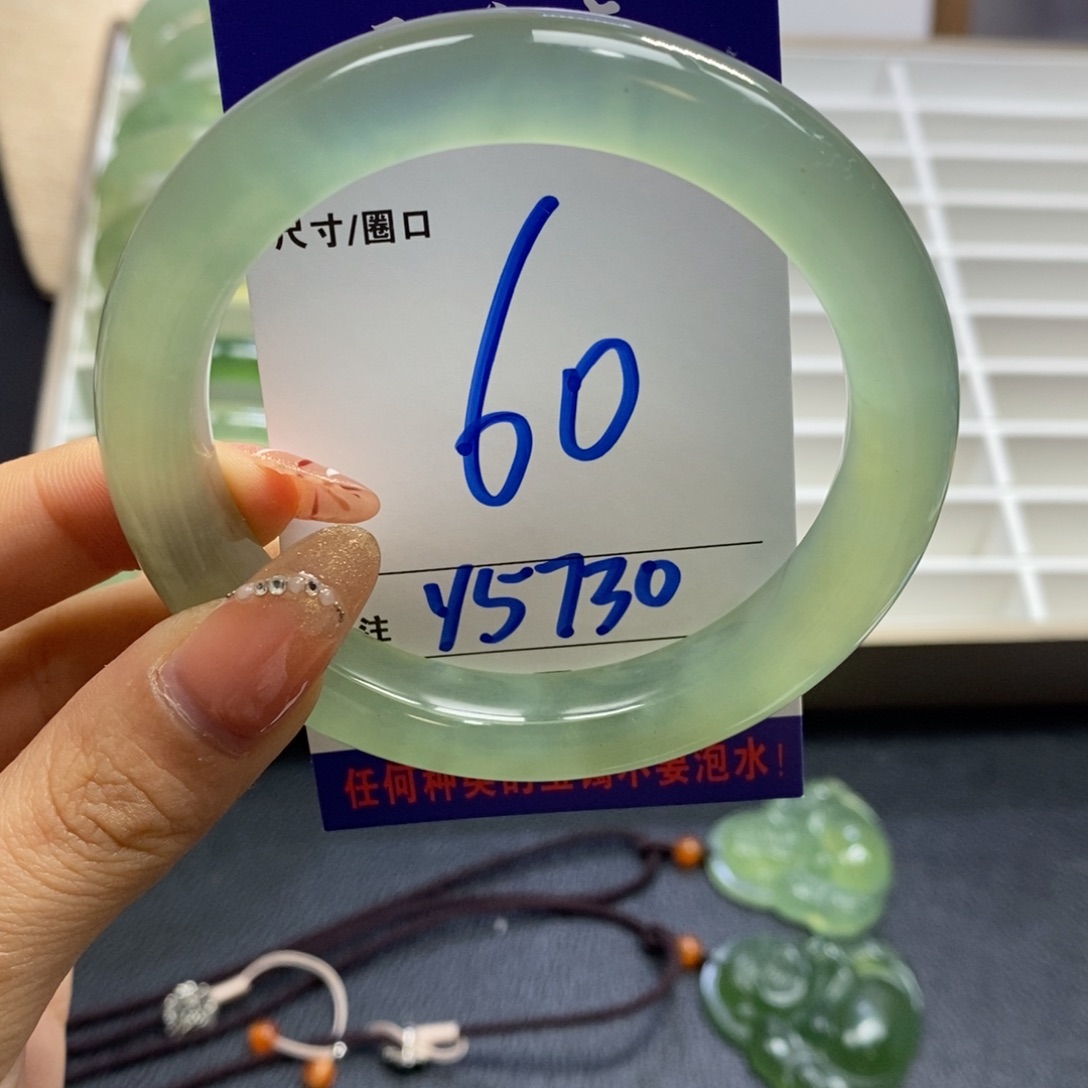 尺寸/圈口
60
注 Y5730
任何种类的玉镯不要泡水!